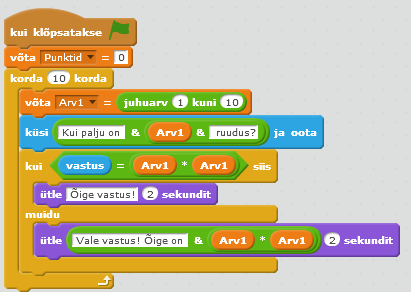 kui klõpsatakse
võta Punktid = 0
korda 10 korda
võta Arv1 = juhuarv 1 kuni 10
küsi Kui palju on & Arv1 & ruudus? ja oota
kui vastus = Arv1 * Arv1 siis
ütle Õige vastus! 2 sekundit
muidu
ütle Vale vastus! Õige on & Arv1 * Arv1 2 sekundit